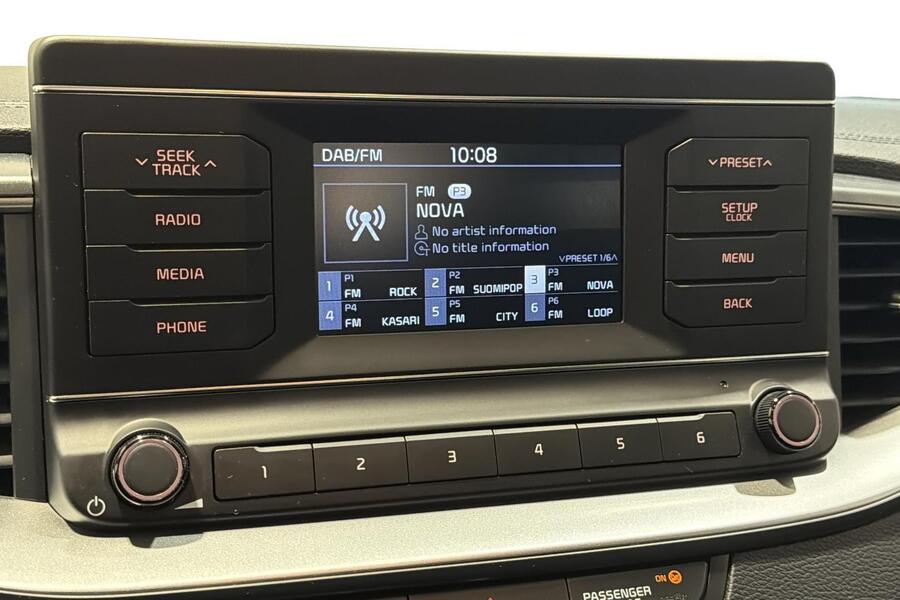 SEEK
TRACK
RADIO
MEDIA
PHONE
DAB/FM 10:08
FM P3
NOVA
No artist information
No title information
PRESET 1/6
1 P1 FM ROCK
2 P2 FM SUOMIPOP
3 P3 FM NOVA
4 P4 FM KASARI
5 P5 FM CITY
6 P6 FM LOOP
PRESET
SETUP
CLOCK
MENU
BACK
1 2 3 4 5 6
ON
PASSENGER